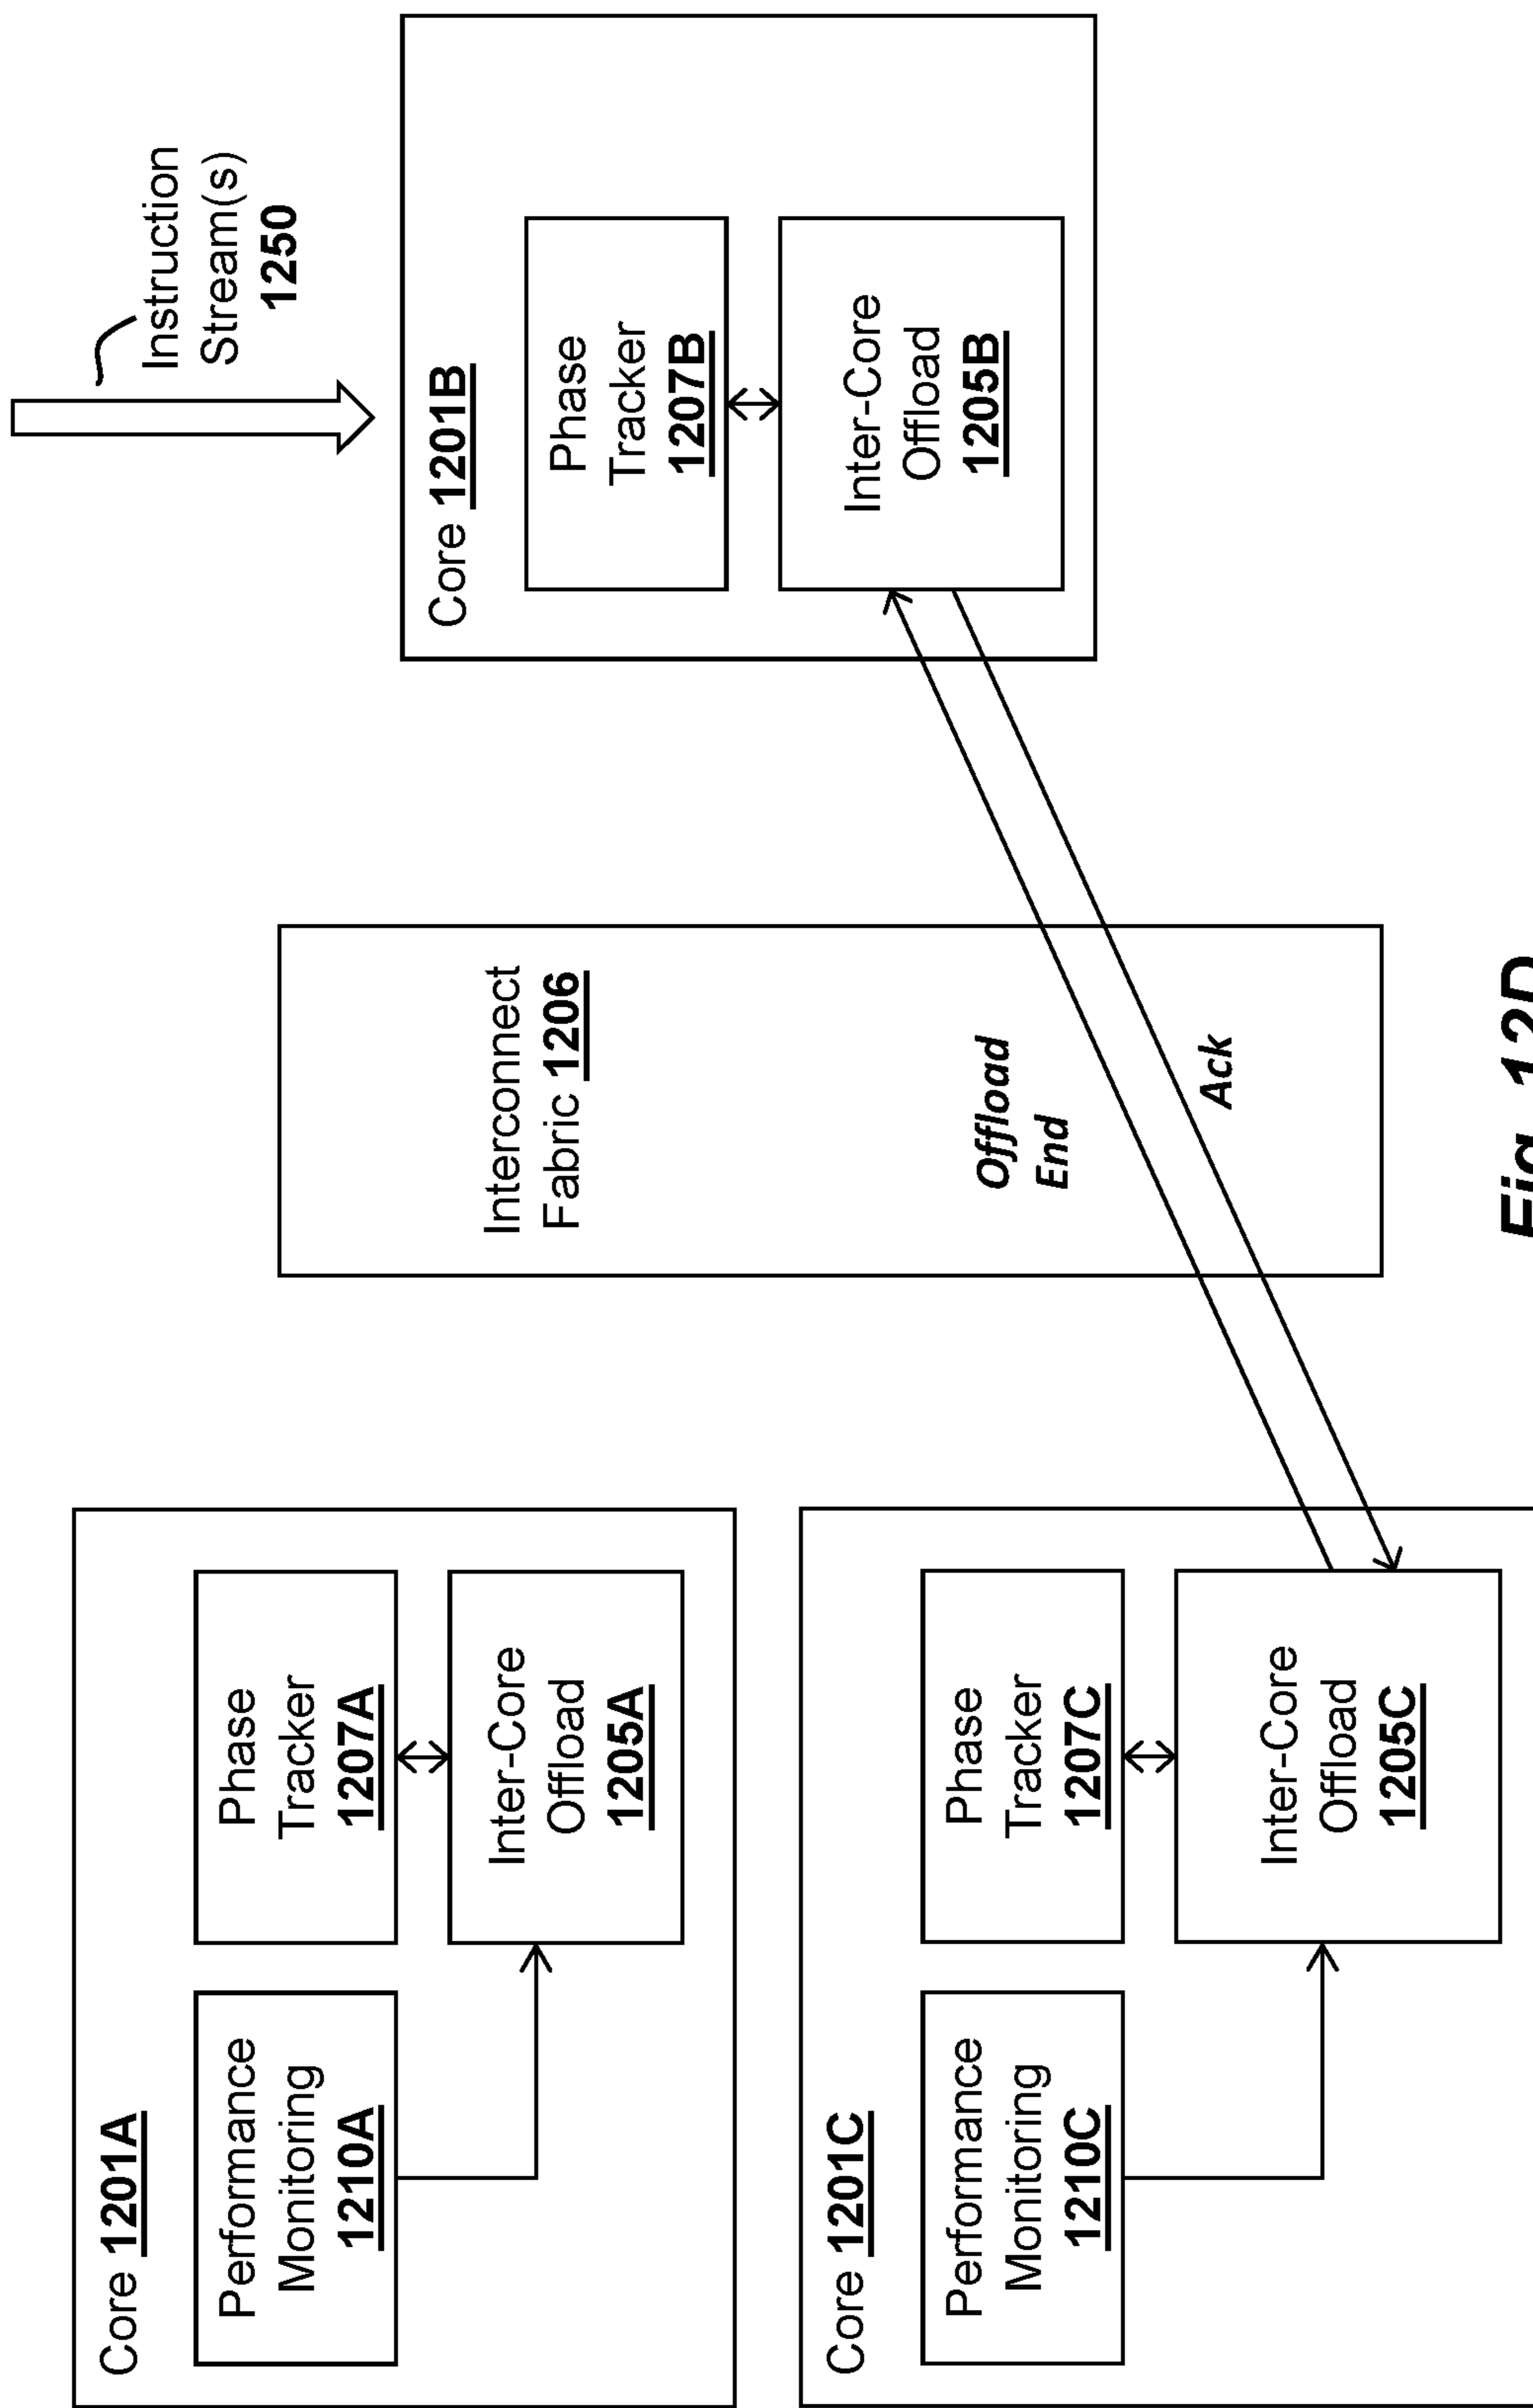 Core 1201A
Performance
Monitoring
1210A
Phase
Tracker
1207A
Inter-Core
Offload
1205A
Core 1201C
Performance
Monitoring
1210C
Phase
Tracker
1207C
Inter-Core
Offload
1205C
Interconnect
Fabric 1206
Offload
End
Ack
Instruction
Stream(s)
1250
Core 1201B
Phase
Tracker
1207B
Inter-Core
Offload
1205B
Fig. 12D